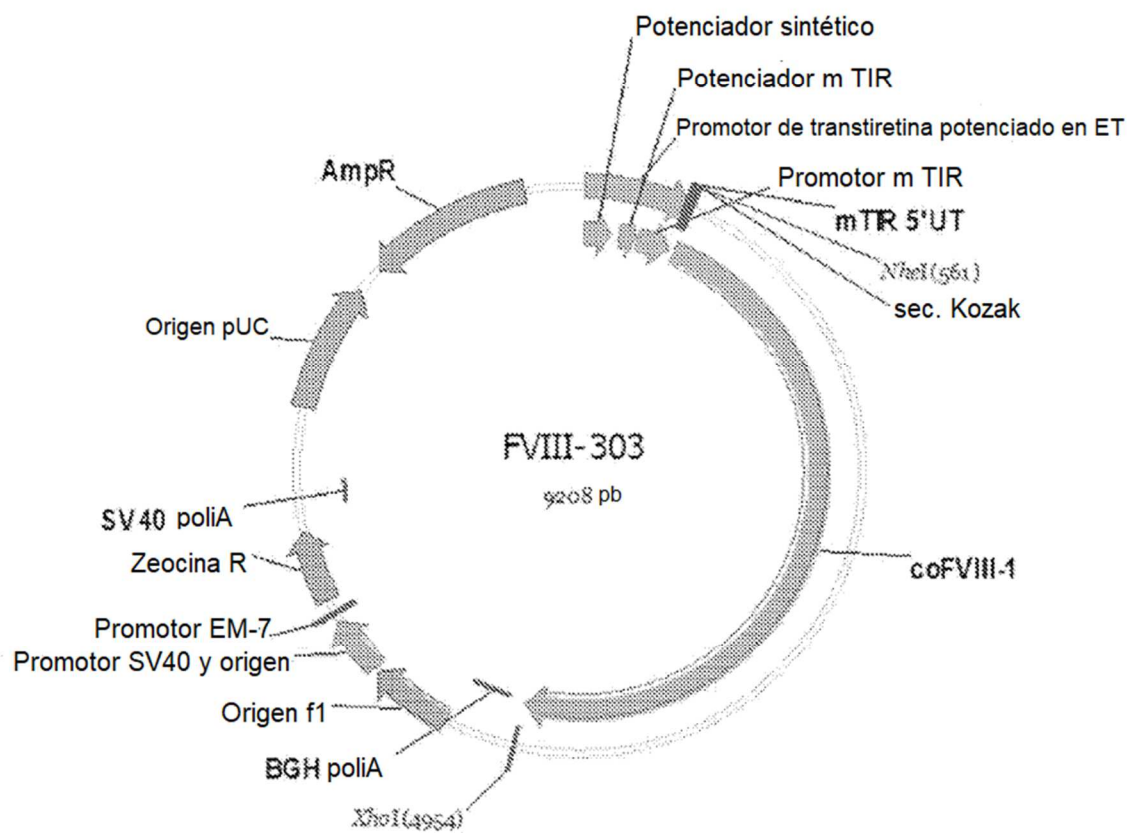 Potenciador sintético
Potenciador m TIR
Promotor de transtiretina potenciado en ET
Promotor m TIR
mTIR 5'UT
NheI(561)
sec. Kozak
AmpR
Origen pUC
FVIII-303
9208 pb
SV40 poliA
Zeocina R
coFVIII-1
Promotor EM-7
Promotor SV40 y origen
Origen f1
BGH poliA
XhoI(4954)